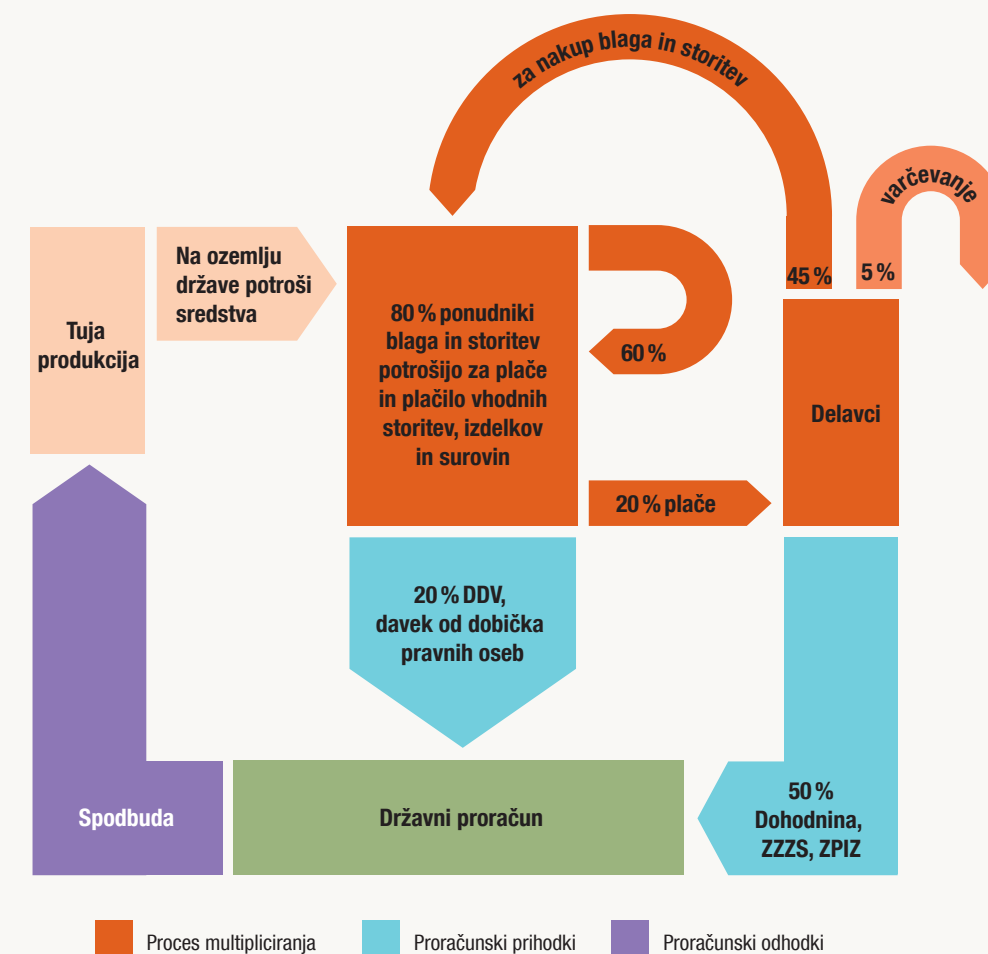 za nakup blaga in storitev
varčevanje
Tuja
produkcija
Na ozemlju
države potroši
sredstva
80 % ponudniki
blaga in storitev
potrošijo za plače
in plačilo vhodnih
storitev, izdelkov
in surovin
60 %
45 %
5 %
Delavci
20 % plače
20 % DDV,
davek od dobička
pravnih oseb
Spodbuda
Državni proračun
50 %
Dohodnina,
ZZZS, ZPIZ
Proces multipliciranja
Proračunski prihodki
Proračunski odhodki